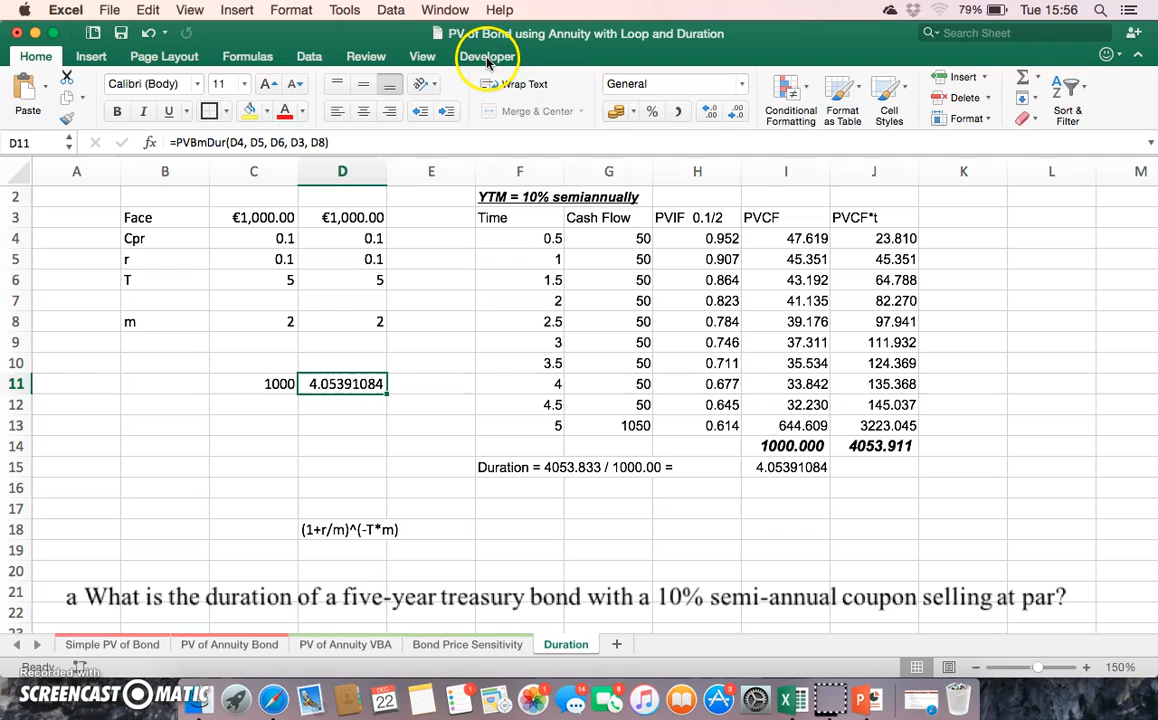 Excel File Edit View Insert Format Tools Data Window Help 79% Tue 15:56
PV of Bond using Annuity with Loop and Duration Search Sheet
Home Insert Page Layout Formulas Data Review View Developer
Paste Calibri (Body) 11 A A Wrap Text General Conditional Formatting Format as Table Cell Styles Insert Σ Sort & Filter
B I U A Merge & Center % Delete
Format
D11 fx =PVBmDur(D4, D5, D6, D3, D8)
A B C D E F G H I J K L M
2 YTM = 10% semiannually
3 Face €1,000.00 €1,000.00 Time Cash Flow PVIF 0.1/2 PVCF PVCF*t
4 Cpr 0.1 0.1 0.5 50 0.952 47.619 23.810
5 r 0.1 0.1 1 50 0.907 45.351 45.351
6 T 5 5 1.5 50 0.864 43.192 64.788
7 2 50 0.823 41.135 82.270
8 m 2 2 2.5 50 0.784 39.176 97.941
9 3 50 0.746 37.311 111.932
10 3.5 50 0.711 35.534 124.369
11 1000 4.05391084 4 50 0.677 33.842 135.368
12 4.5 50 0.645 32.230 145.037
13 5 1050 0.614 644.609 3223.045
14 1000.000 4053.911
15 Duration = 4053.833 / 1000.00 = 4.05391084
16
17
18 (1+r/m)^(-T*m)
19
20
21 a What is the duration of a five-year treasury bond with a 10% semi-annual coupon selling at par?
22
Simple PV of Bond PV of Annuity Bond PV of Annuity VBA Bond Price Sensitivity Duration +
Ready 150%
Recorded with
SCREENCAST MATIC
DEC 22